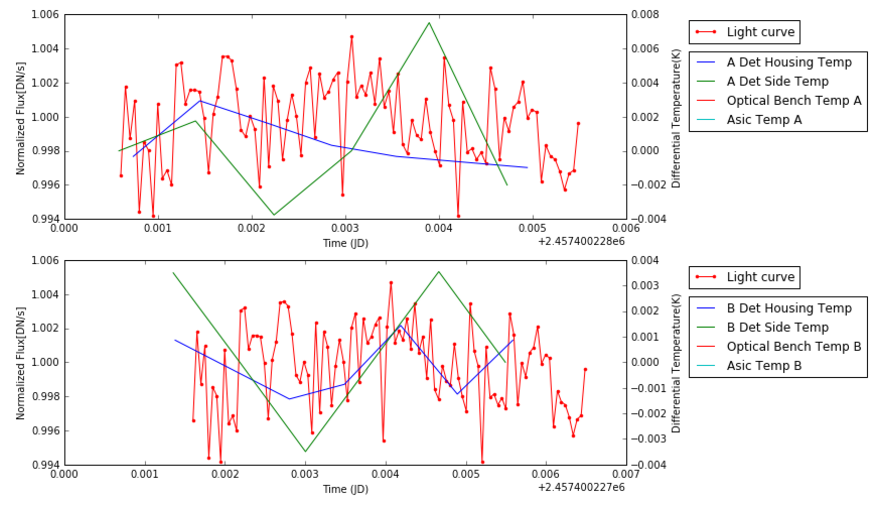 1.006
1.004
1.002
1.000
0.998
0.996
0.994
Normalized Flux[DN/s]
0.008
0.006
0.004
0.002
0.000
−0.002
−0.004
Differential Temperature(K)
0.000 0.001 0.002 0.003 0.004 0.005 0.006
Time (JD)
+2.457400228e6
Light curve
A Det Housing Temp
A Det Side Temp
Optical Bench Temp A
Asic Temp A
1.006
1.004
1.002
1.000
0.998
0.996
0.994
Normalized Flux[DN/s]
0.004
0.003
0.002
0.001
0.000
−0.001
−0.002
−0.003
−0.004
Differential Temperature(K)
0.000 0.001 0.002 0.003 0.004 0.005 0.006 0.007
Time (JD)
+2.457400227e6
Light curve
B Det Housing Temp
B Det Side Temp
Optical Bench Temp B
Asic Temp B